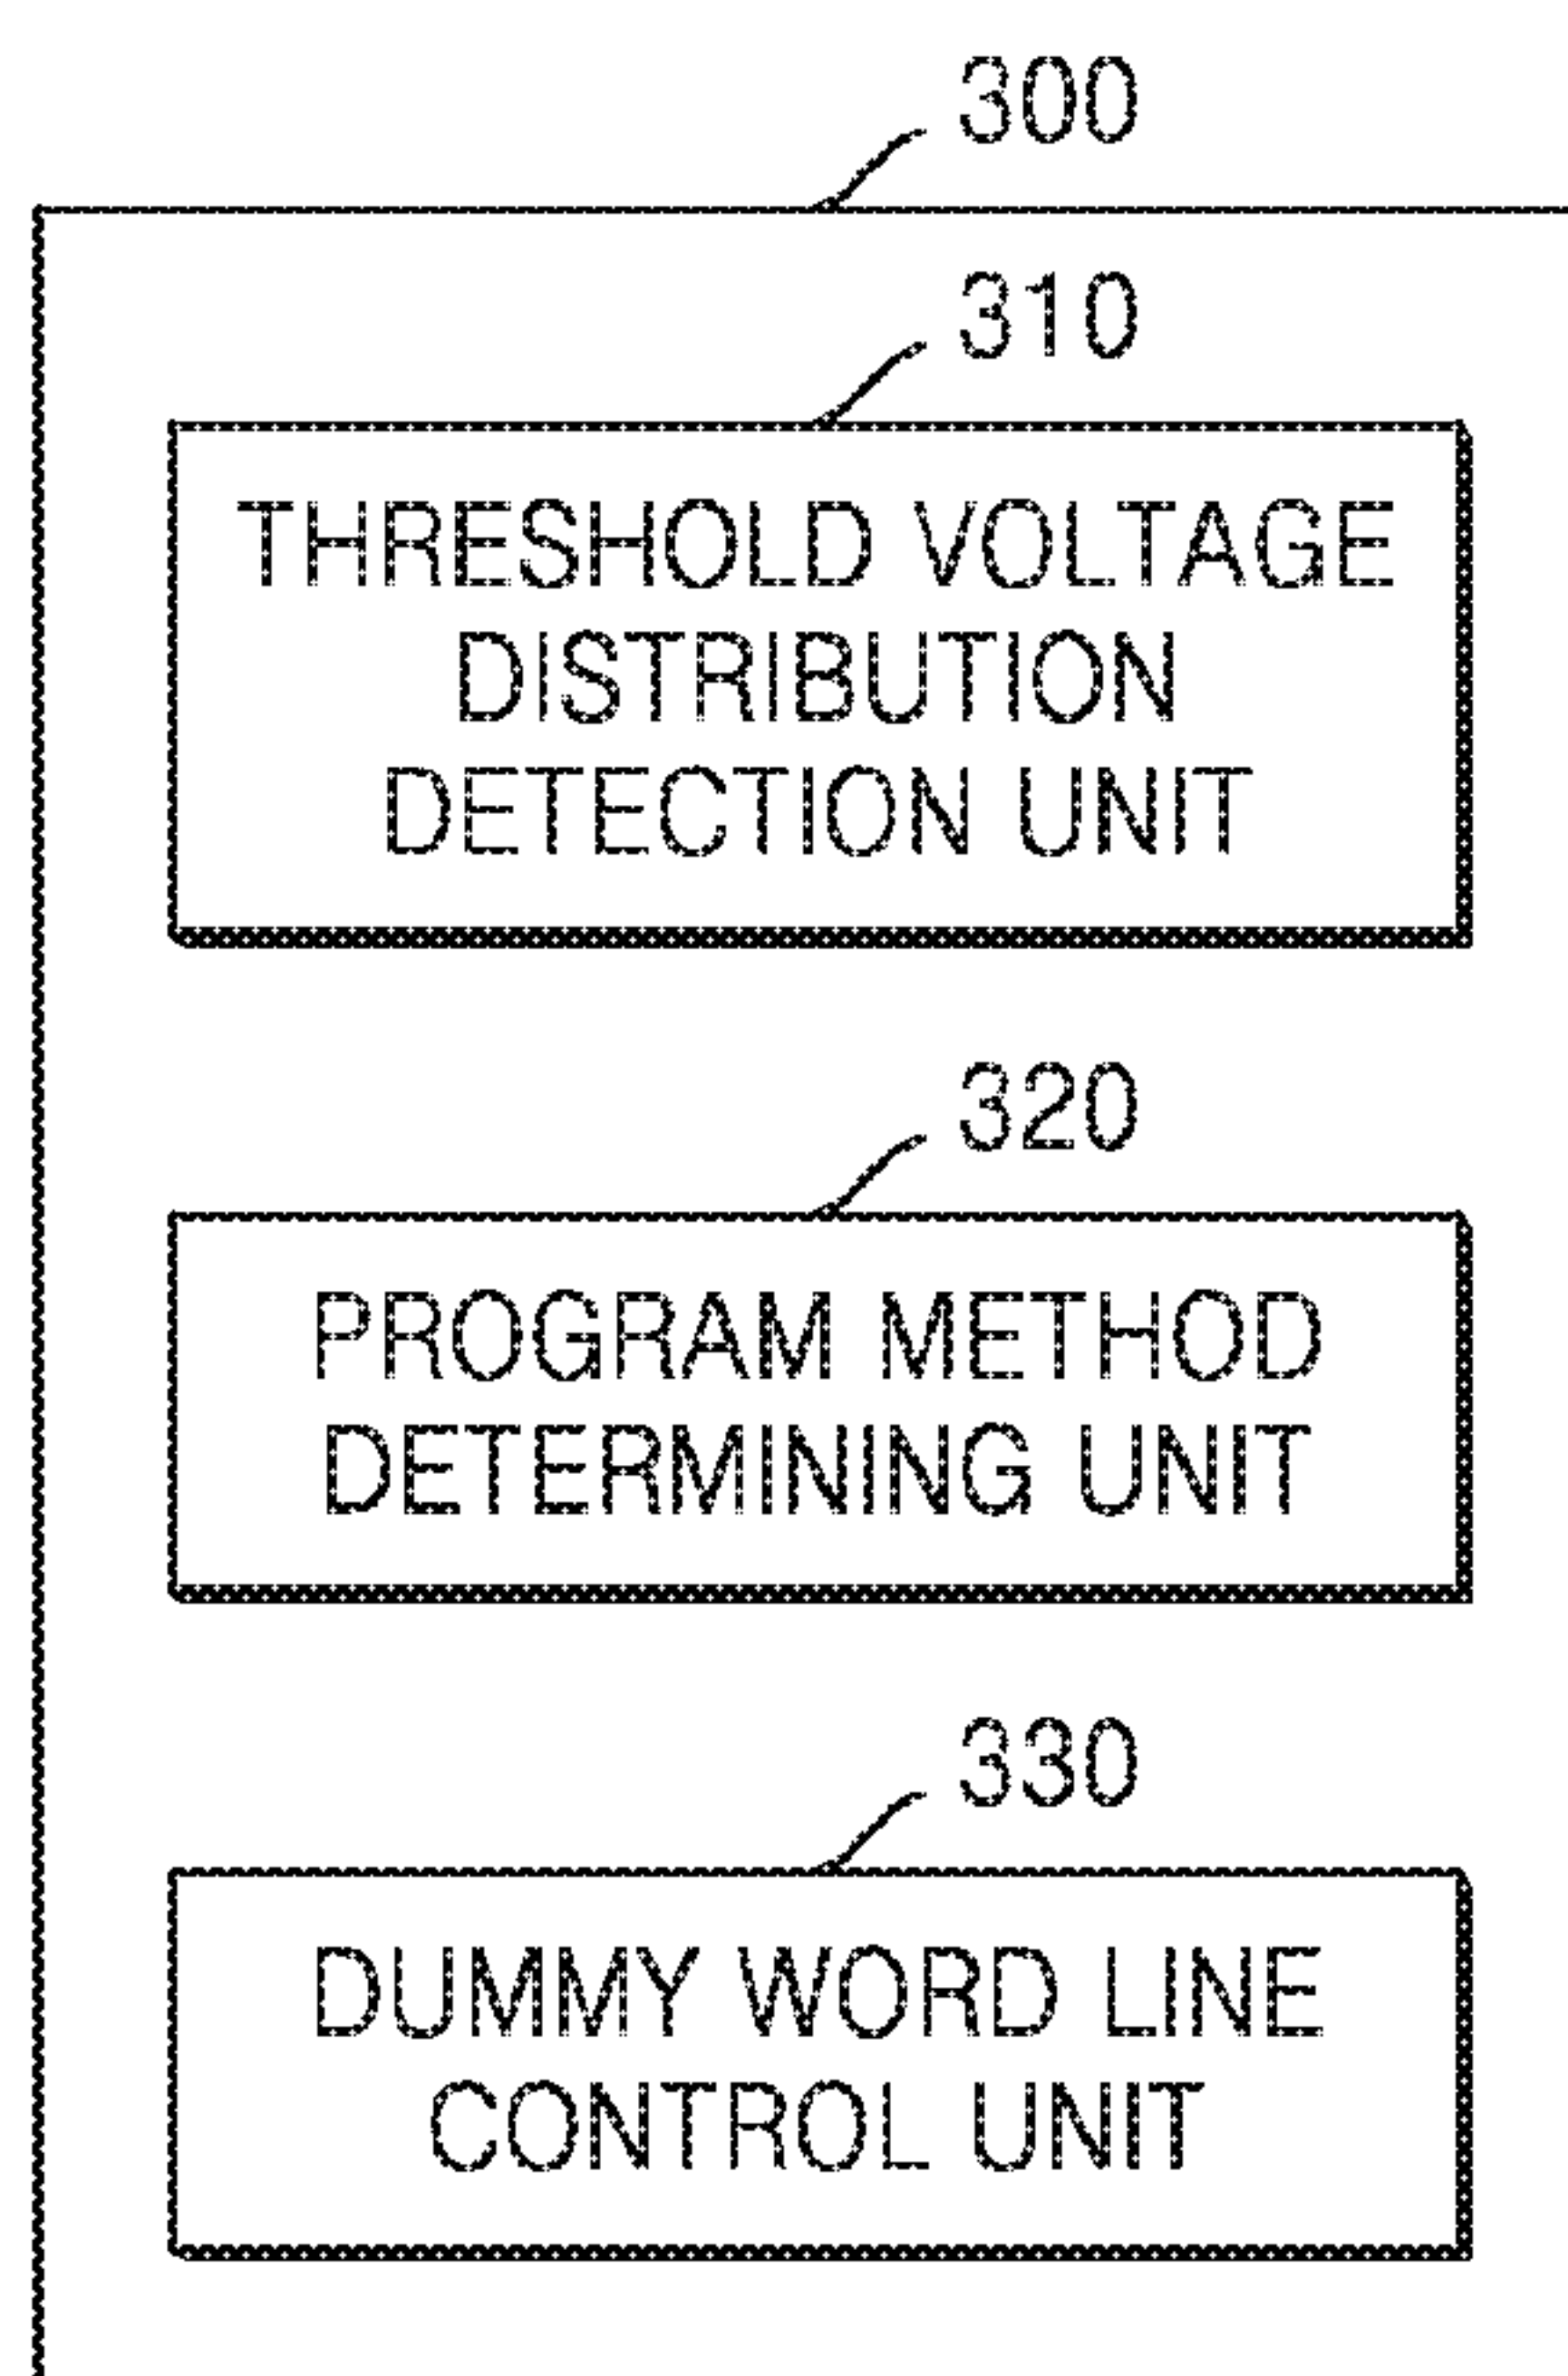 300
310
THRESHOLD VOLTAGE
DISTRIBUTION
DETECTION UNIT
320
PROGRAM METHOD
DETERMINING UNIT
330
DUMMY WORD LINE
CONTROL UNIT